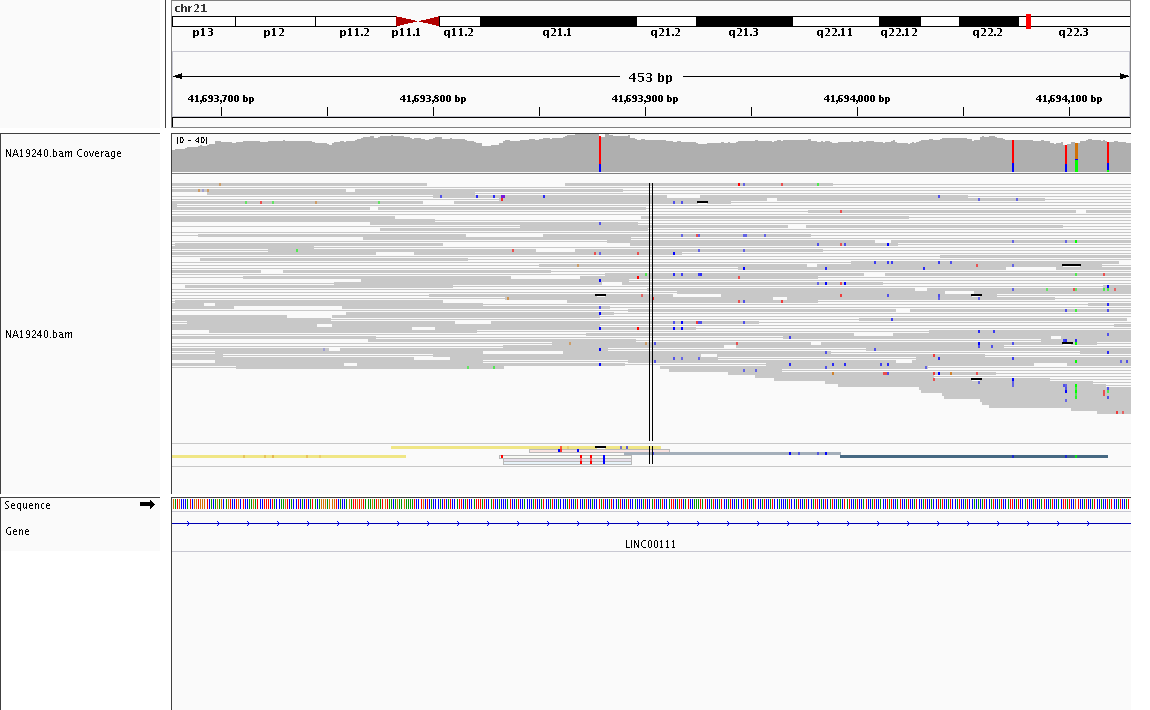 chr21
p13 p12 p11.2 p11.1 q11.2 q21.1 q21.2 q21.3 q22.11 q22.12 q22.2 q22.3
453 bp
41,693,700 bp 41,693,800 bp 41,693,900 bp 41,694,000 bp 41,694,100 bp
[0 - 40]
NA19240.bam Coverage
NA19240.bam
Sequence
Gene
LINC00111